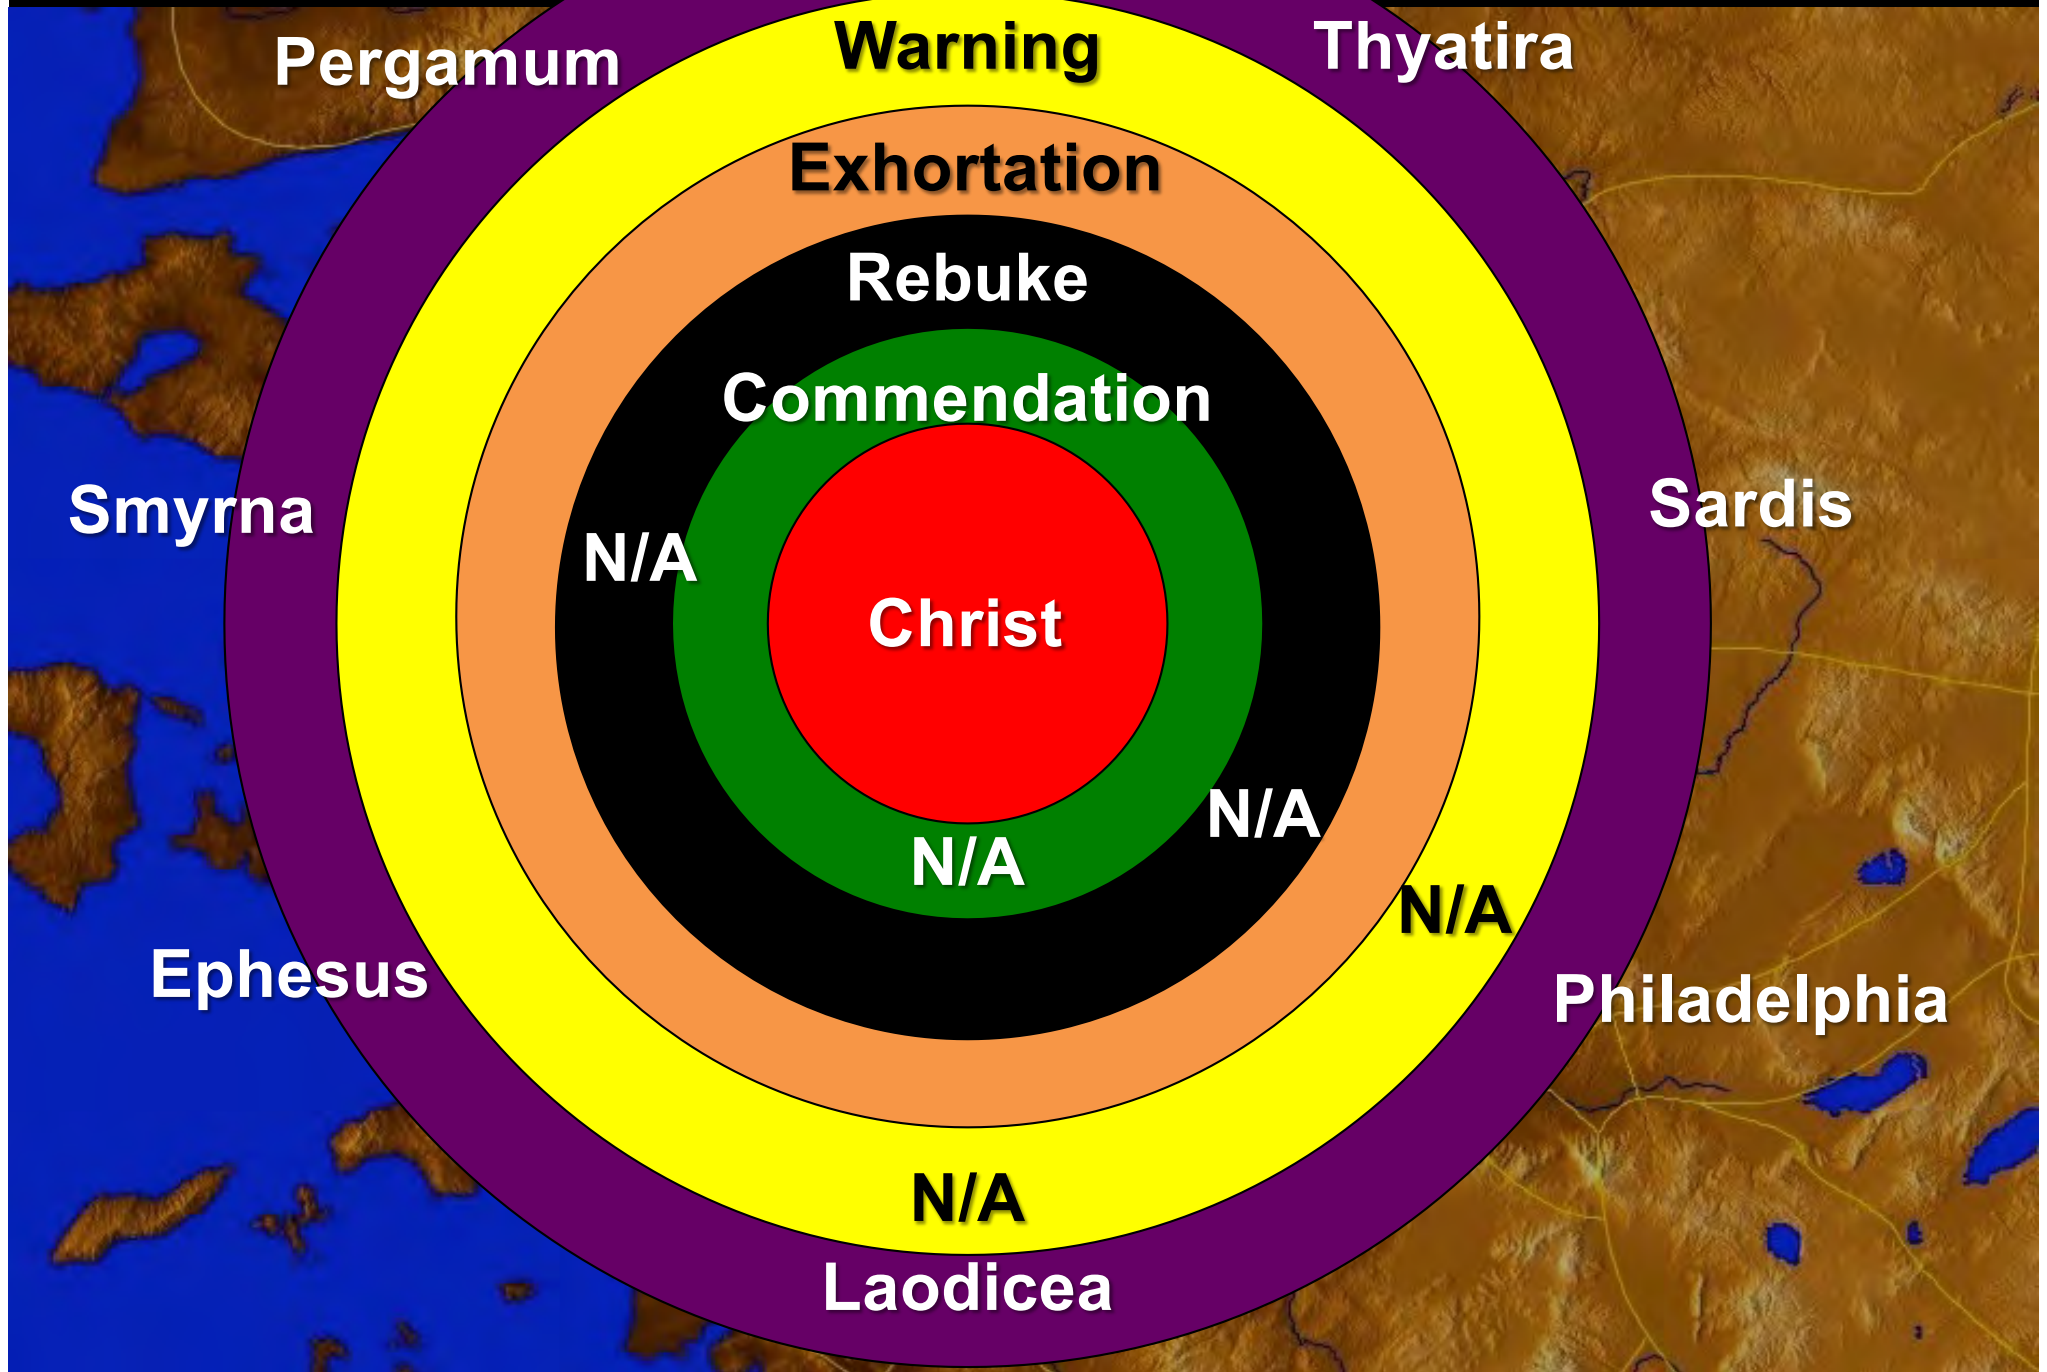 Pergamum
Warning
Thyatira
Exhortation
Rebuke
Commendation
Smyrna
Sardis
N/A
Christ
N/A
N/A
N/A
Ephesus
Philadelphia
N/A
Laodicea